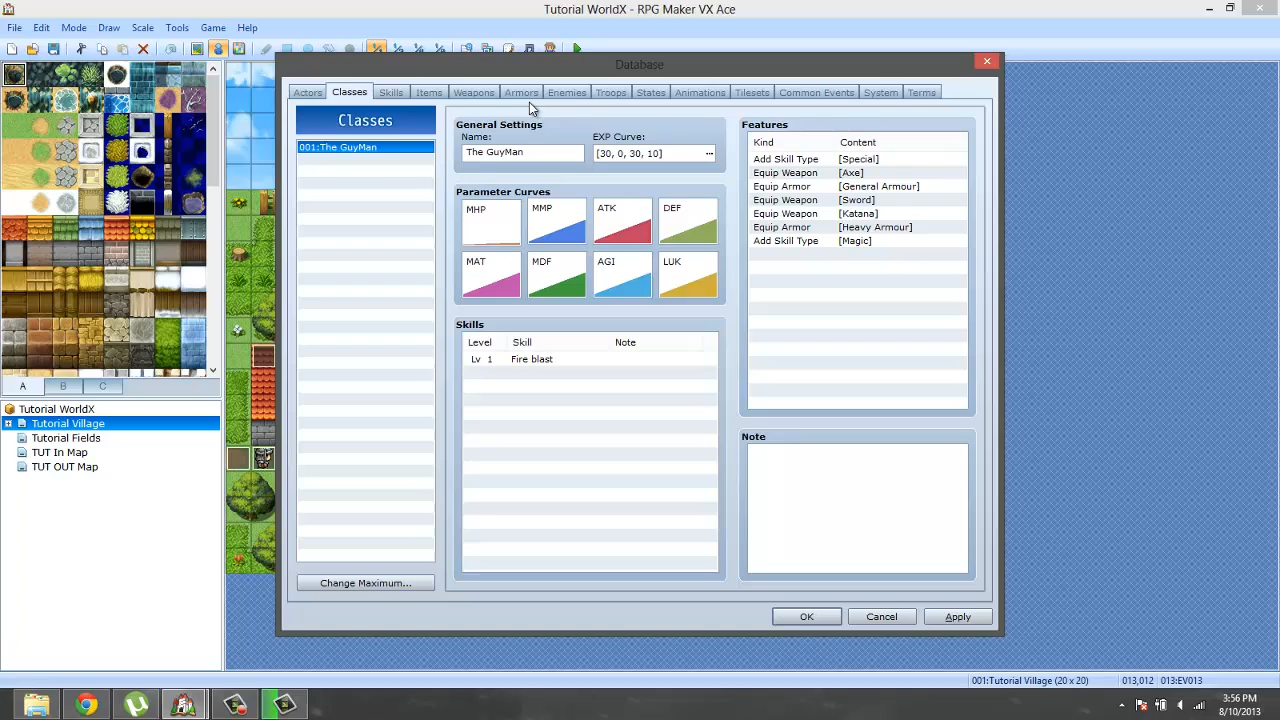 Tutorial WorldX - RPG Maker VX Ace
File Edit Mode Draw Scale Game Help
Database
Actors Classes Skills Items Weapons Armors Enemies Troops States Animations Tilesets Common Events System Terms
Classes
001:The GuyMan
Change Maximum...
General Settings
Name: EXP Curve:
The GuyMan [30, 0, 30, 10] ...
Parameter Curves
MHP MMP ATK DEF
MAT MDF AGI LUK
Skills
Level Skill Note
Lv 1 Fire blast
Features
Kind Content
Add Skill Type [Special]
Equip Weapon [Axe]
Equip Armor [General Armour]
Equip Weapon [Sword]
Equip Weapon [Katana]
Equip Armor [Heavy Armour]
Add Skill Type [Magic]
Note
OK Cancel Apply
A B C
Tutorial WorldX
Tutorial Village
Tutorial Fields
TUT In Map
TUT OUT Map
001:Tutorial Village (20 x 20) 013,012 013:EV013
3:56 PM
8/10/2013